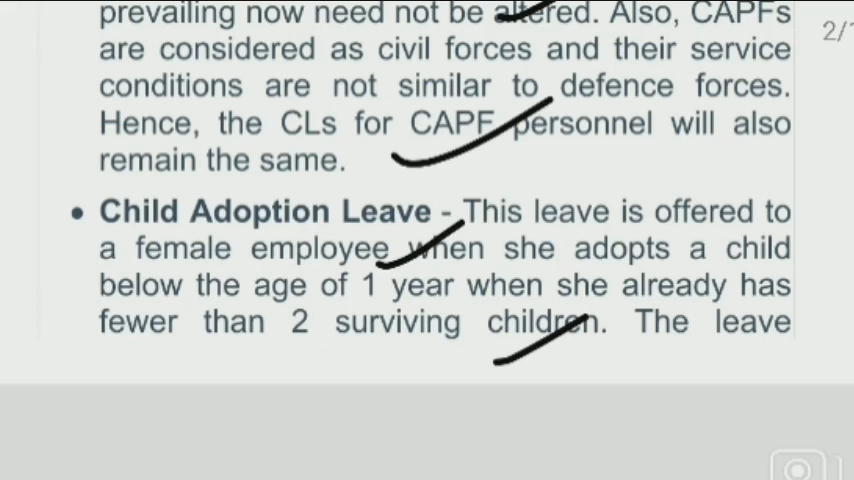 prevailing now need not be altered. Also, CAPFs
are considered as civil forces and their service
conditions are not similar to defence forces.
Hence, the CLs for CAPF personnel will also
remain the same.
• Child Adoption Leave - This leave is offered to
a female employee when she adopts a child
below the age of 1 year when she already has
fewer than 2 surviving children. The leave
2/